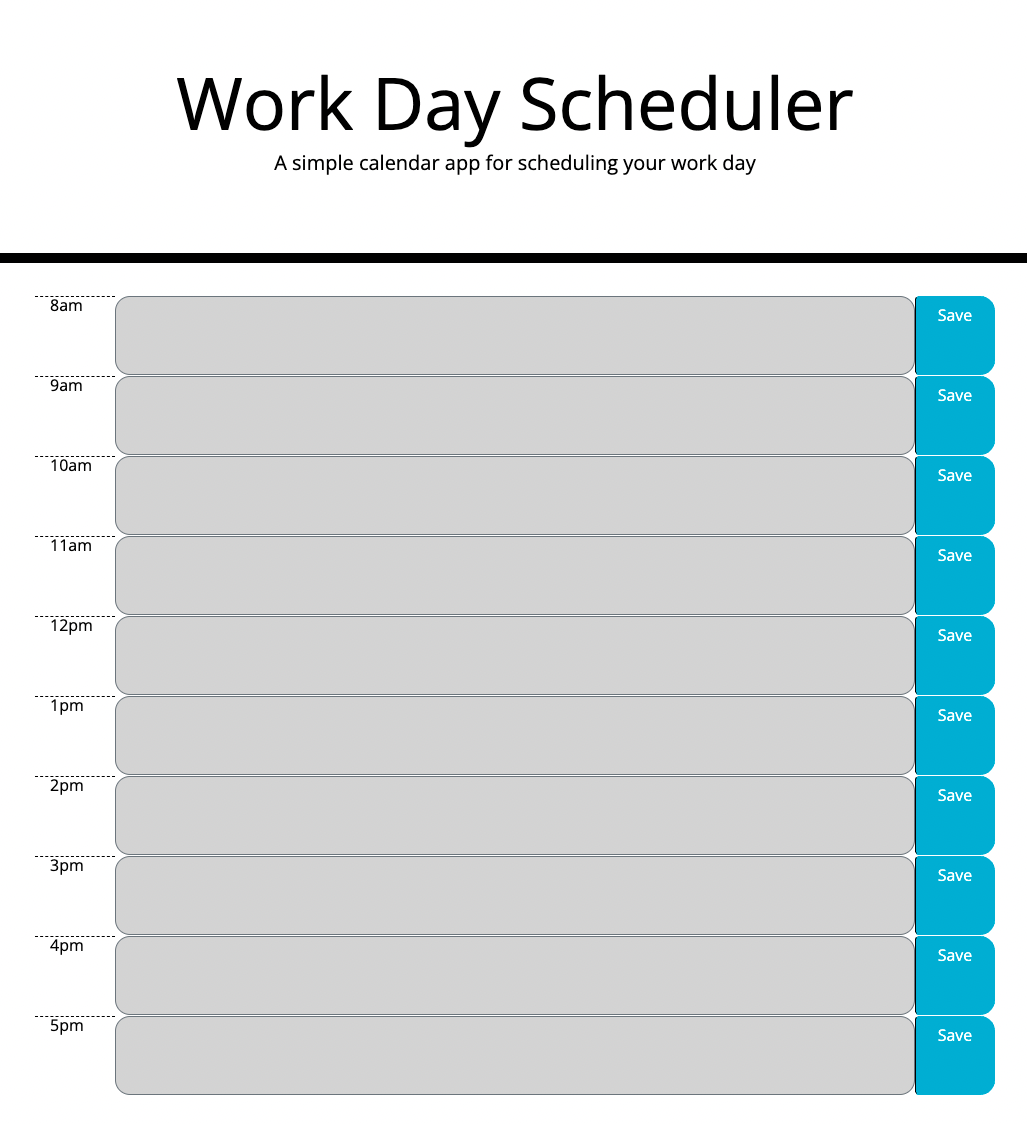 Work Day Scheduler
A simple calendar app for scheduling your work day
8am Save
9am Save
10am Save
11am Save
12pm Save
1pm Save
2pm Save
3pm Save
4pm Save
5pm Save